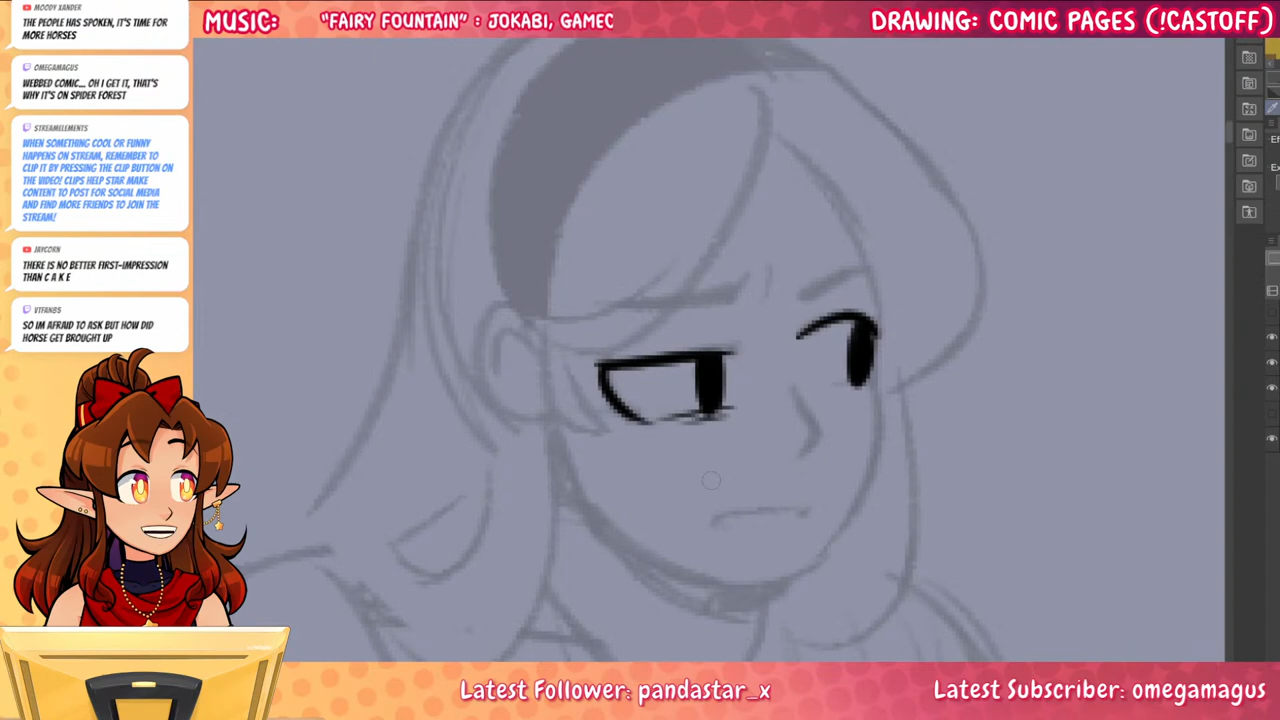 MUSIC: "FAIRY FOUNTAIN" : JOKABI, GAMEC
DRAWING: COMIC PAGES (!CASTOFF)
MOODY XANDER
THE PEOPLE HAS SPOKEN, IT'S TIME FOR
MORE HORSES
OMEGAMAGUS
WEBBED COMIC... OH I GET IT, THAT'S
WHY IT'S ON SPIDER FOREST
STREAMELEMENTS
WHEN SOMETHING COOL OR FUNNY
HAPPENS ON STREAM, REMEMBER TO
CLIP IT BY PRESSING THE CLIP BUTTON ON
THE VIDEO! CLIPS HELP STAR MAKE
CONTENT TO POST FOR SOCIAL MEDIA
AND FIND MORE FRIENDS TO JOIN THE
STREAM!
JAYCORN
THERE IS NO BETTER FIRST-IMPRESSION
THAN C A K E
VTFAN85
SO IM AFRAID TO ASK BUT HOW DID
HORSE GET BROUGHT UP
Latest Follower: pandastar_x
Latest Subscriber: omegamagus